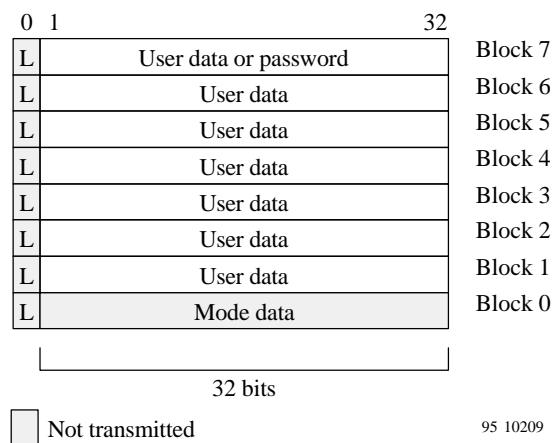 0 1 32
L User data or password Block 7
L User data Block 6
L User data Block 5
L User data Block 4
L User data Block 3
L User data Block 2
L User data Block 1
L Mode data Block 0
32 bits
Not transmitted 95 10209